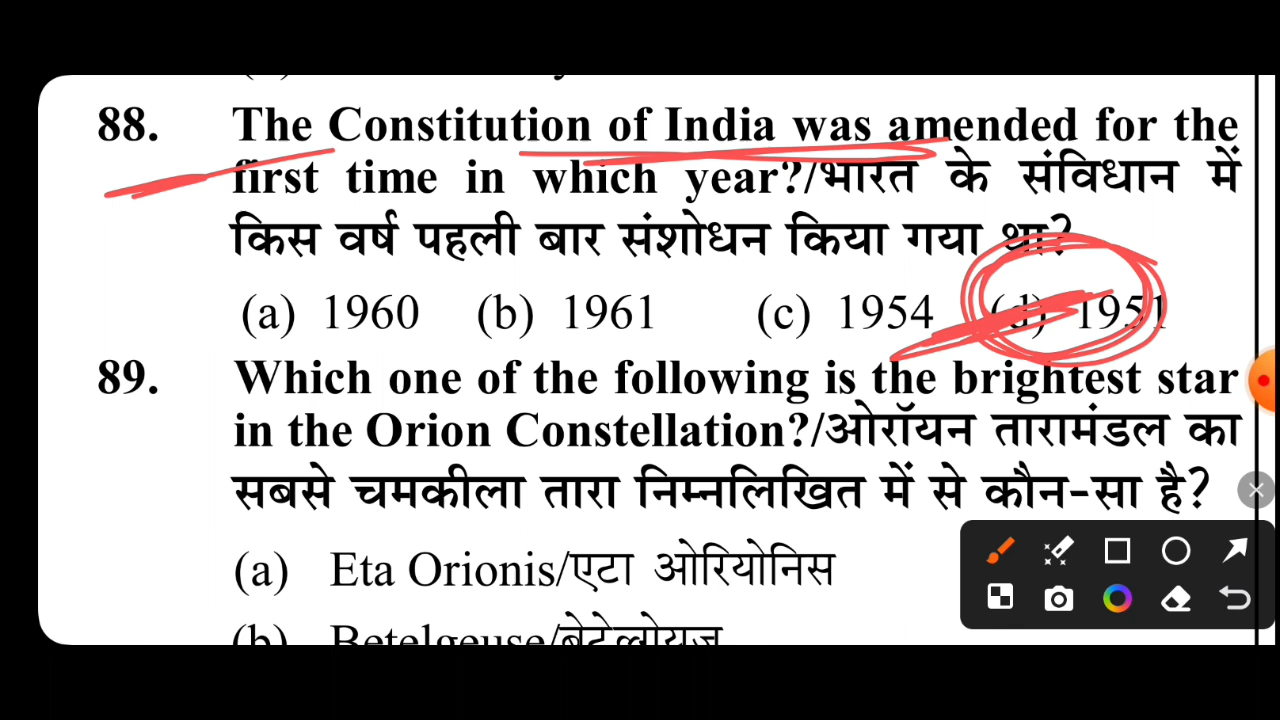 88. The Constitution of India was amended for the
first time in which year?/भारत के संविधान में
किस वर्ष पहली बार संशोधन किया गया था?
(a) 1960 (b) 1961 (c) 1954 (d) 1951
89. Which one of the following is the brightest star
in the Orion Constellation?/ओरॉयन तारामंडल का
सबसे चमकीला तारा निम्नलिखित में से कौन-सा है?
(a) Eta Orionis/एटा ओरियोनिस
(b) Betelgeuse/बेटेल्गेयूज